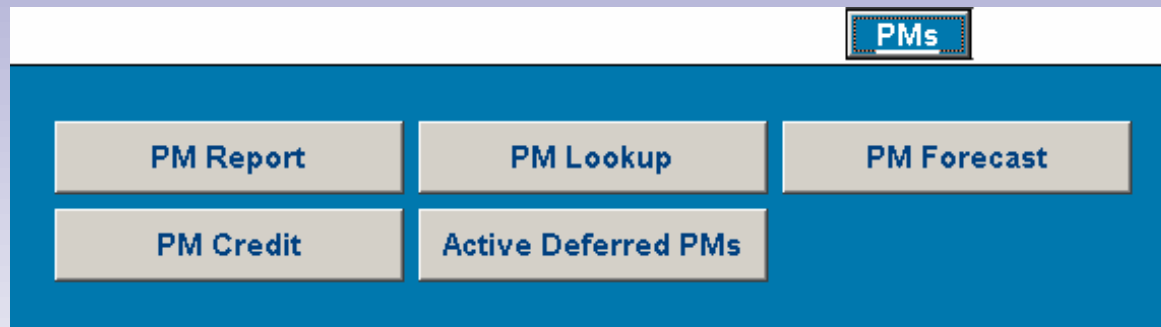 PMs
PM Report PM Lookup PM Forecast
PM Credit Active Deferred PMs